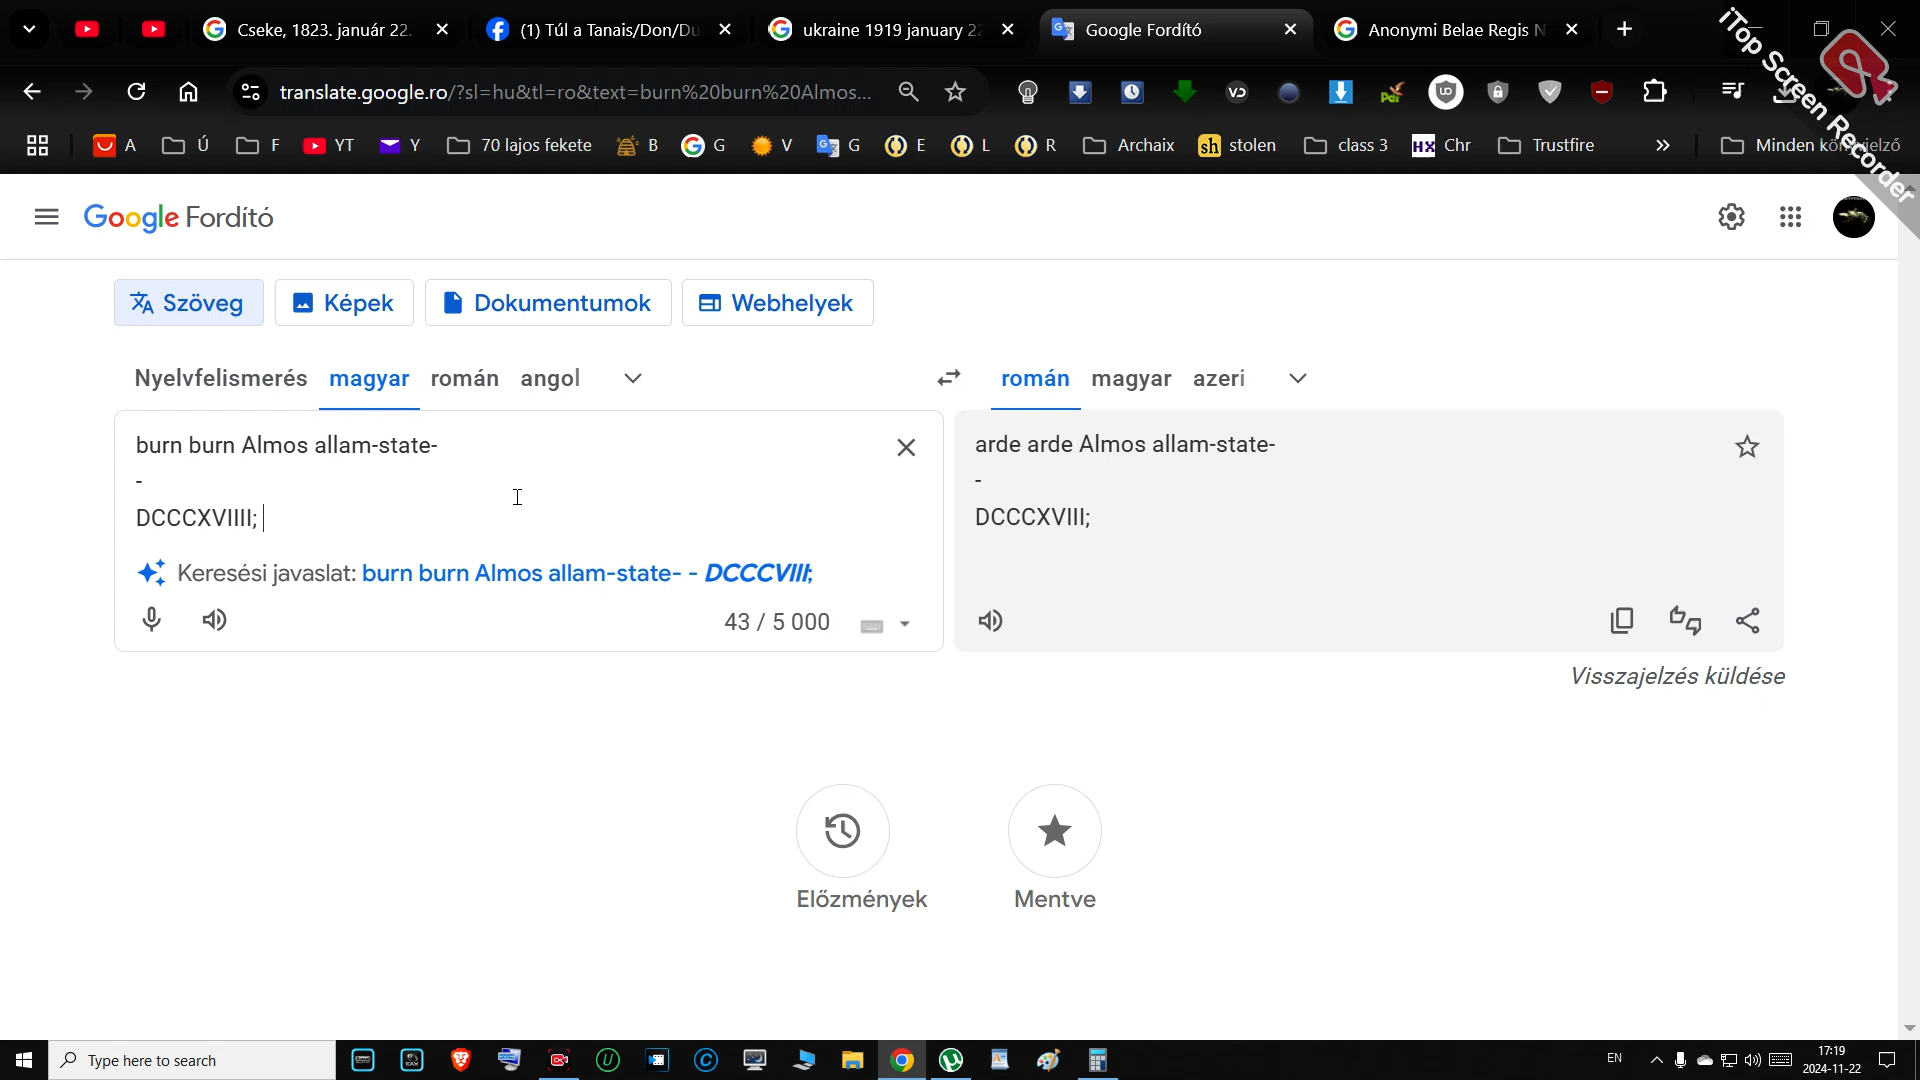 Cseke, 1823. január 22.
(1) Túl a Tanais/Don/Du
ukraine 1919 january 22
Google Fordító
Anonymi Belae Regis N
translate.google.ro/?sl=hu&tl=ro&text=burn%20burn%20Almos...
A
Ú
F
YT
Y
70 lajos fekete
B
G
V
G
E
L
R
Archaix
stolen
class 3
Chr
Trustfire
»
iTop Screen Recorder
Google Fordító
Szöveg
Képek
Dokumentumok
Webhelyek
Nyelvfelismerés
magyar
román
angol
román
magyar
azeri
burn burn Almos allam-state-
-
DCCCXVIIII;
Keresési javaslat: burn burn Almos allam-state- - DCCCVIII;
43 / 5 000
arde arde Almos allam-state-
-
DCCCXVIII;
Visszajelzés küldése
Előzmények
Mentve
Type here to search
EN
17:19
2024-11-22